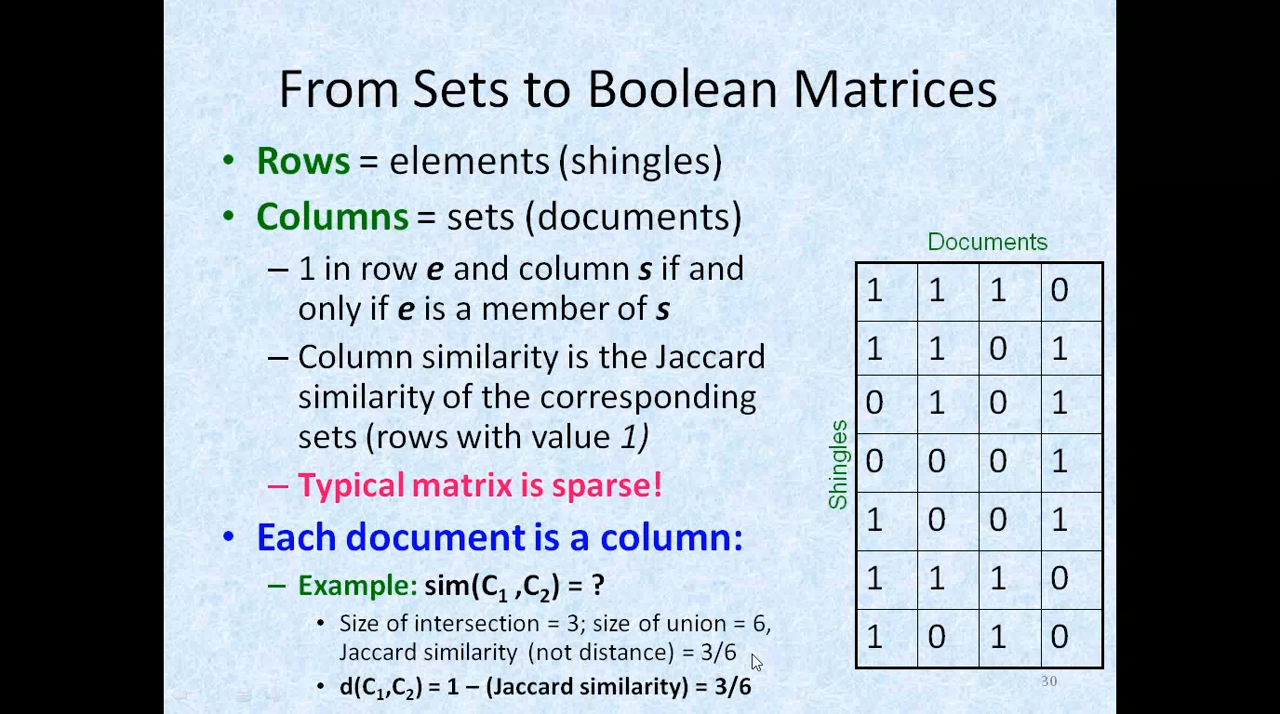 From Sets to Boolean Matrices
• Rows = elements (shingles)
• Columns = sets (documents)
– 1 in row e and column s if and
only if e is a member of s
– Column similarity is the Jaccard
similarity of the corresponding
sets (rows with value 1)
– Typical matrix is sparse!
• Each document is a column:
– Example: sim(C1 ,C2) = ?
• Size of intersection = 3; size of union = 6,
Jaccard similarity (not distance) = 3/6
• d(C1,C2) = 1 – (Jaccard similarity) = 3/6
Documents
Shingles
1 1 1 0
1 1 0 1
0 1 0 1
0 0 0 1
1 0 0 1
1 1 1 0
1 0 1 0
30